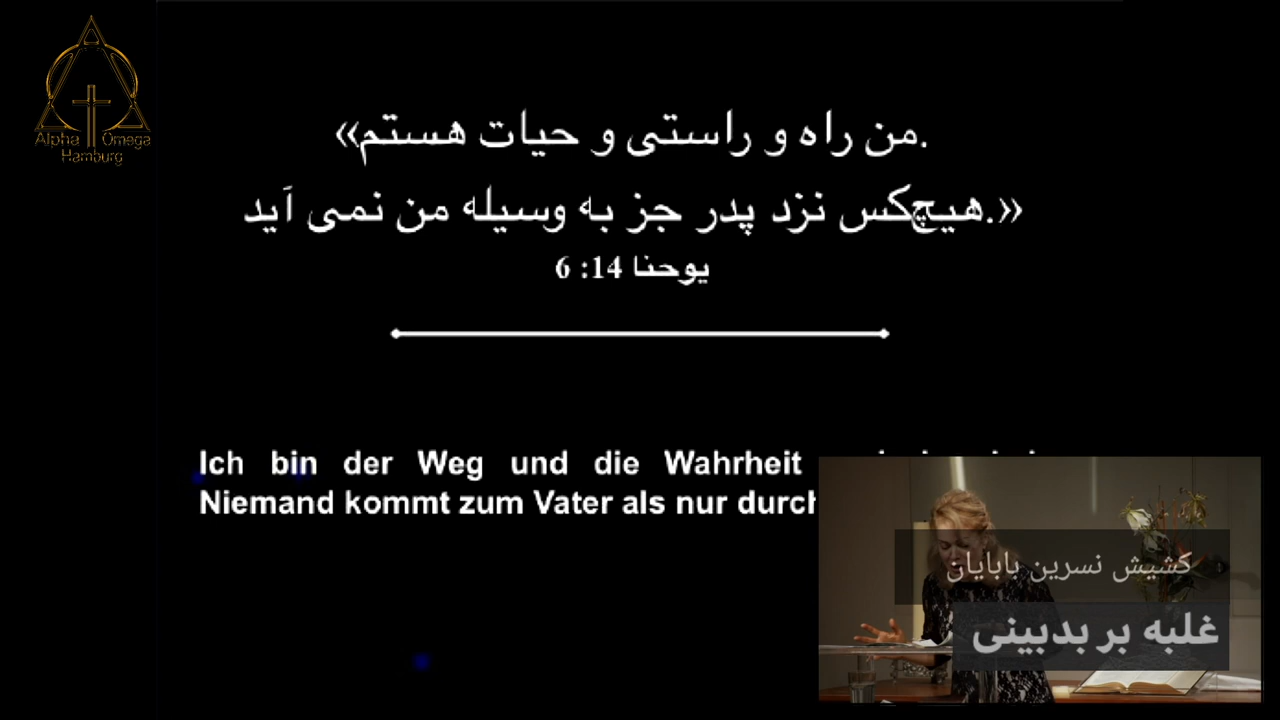 Alpha Omega
Hamburg
«من راه و راستی و حیات هستم.
هیچ‌کس نزد پدر جز به وسیله من نمی آید.»
یوحنا 14: 6
Ich bin der Weg und die Wahrheit
Niemand kommt zum Vater als nur durch
کشیش نسرین بابایان
غلبه بر بدبینی